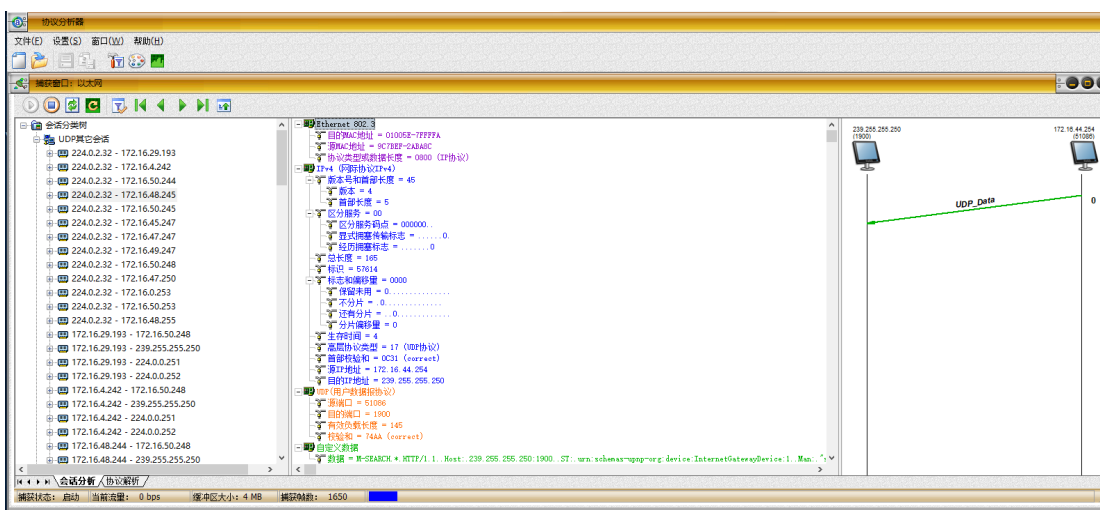 协议分析器
文件(F) 设置(S) 窗口(W) 帮助(H)
捕获窗口: 以太网
会话分类树
UDP其它会话
224.0.2.32 - 172.16.29.193
224.0.2.32 - 172.16.4.242
224.0.2.32 - 172.16.50.244
224.0.2.32 - 172.16.48.245
224.0.2.32 - 172.16.50.245
224.0.2.32 - 172.16.45.247
224.0.2.32 - 172.16.47.247
224.0.2.32 - 172.16.49.247
224.0.2.32 - 172.16.50.248
224.0.2.32 - 172.16.47.250
224.0.2.32 - 172.16.0.253
224.0.2.32 - 172.16.50.253
224.0.2.32 - 172.16.48.255
172.16.29.193 - 172.16.50.248
172.16.29.193 - 239.255.255.250
172.16.29.193 - 224.0.0.251
172.16.29.193 - 224.0.0.252
172.16.4.242 - 172.16.50.248
172.16.4.242 - 239.255.255.250
172.16.4.242 - 224.0.0.251
172.16.4.242 - 224.0.0.252
172.16.48.244 - 172.16.50.248
172.16.48.244 - 239.255.255.250
Ethernet 802.3
目的MAC地址 = 01005E-7FFFFA
源MAC地址 = 9C7BEF-2ABA8C
协议类型或数据长度 = 0800 (IP协议)
IPv4 (网际协议IPv4)
版本号和首部长度 = 45
版本 = 4
首部长度 = 5
区分服务 = 00
区分服务码点 = 000000..
显式拥塞传输标志 = ......0.
经历拥塞标志 = .......0
总长度 = 165
标识 = 57614
标志和偏移量 = 0000
保留未用 = 0...............
不分片 = .0..............
还有分片 = ..0.............
分片偏移量 = 0
生存时间 = 4
高层协议类型 = 17 (UDP协议)
首部校验和 = 0C31 (correct)
源IP地址 = 172.16.44.254
目的IP地址 = 239.255.255.250
UDP(用户数据报协议)
源端口 = 51086
目的端口 = 1900
有效负载长度 = 145
校验和 = 74AA (correct)
自定义数据
数据 = M-SEARCH.*.HTTP/1.1..Host:.239.255.255.250:1900..ST:.urn:schemas-upnp-org:device:InternetGatewayDevice:1..Man:."s
239.255.255.250
(1900)
172.16.44.254
(51086)
UDP_Data
0
会话分析 协议解析
捕获状态: 启动 当前流量: 0 bps 缓冲区大小: 4 MB 捕获帧数: 1650